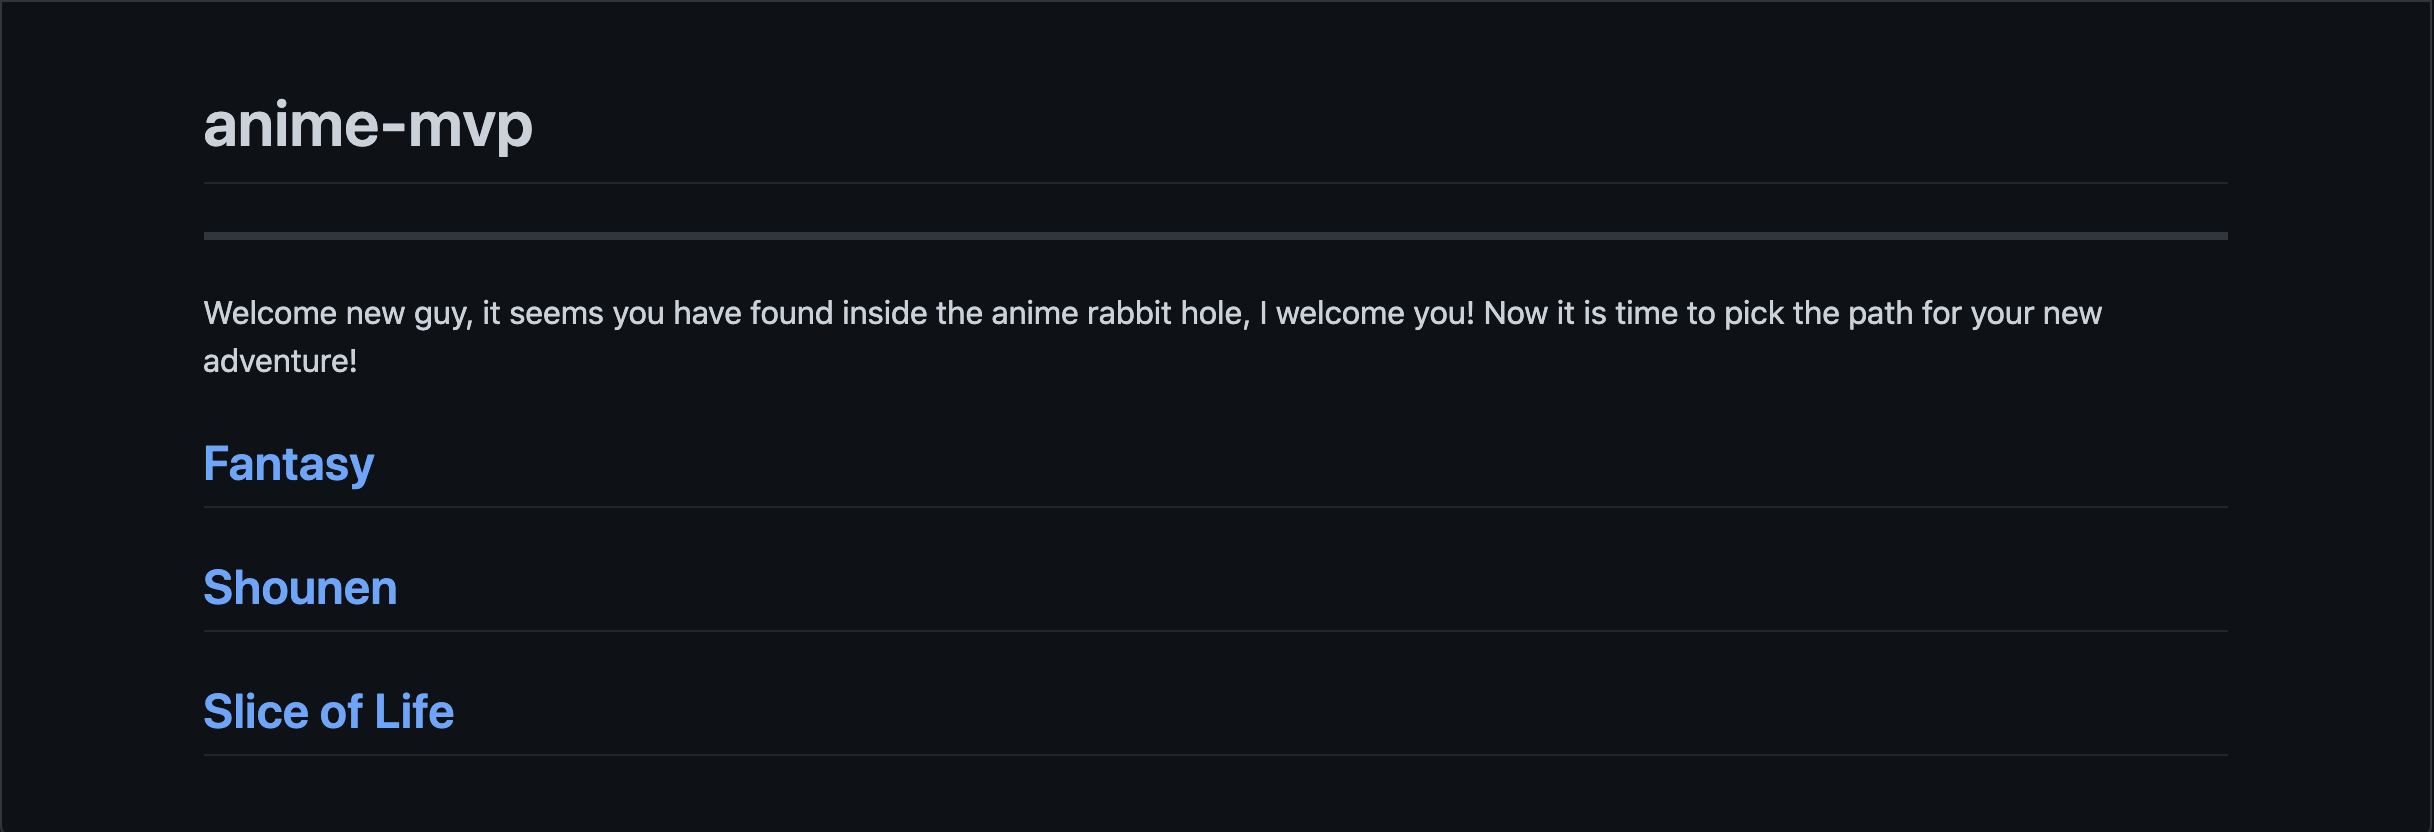 anime-mvp
Welcome new guy, it seems you have found inside the anime rabbit hole, I welcome you! Now it is time to pick the path for your new
adventure!
Fantasy
Shounen
Slice of Life